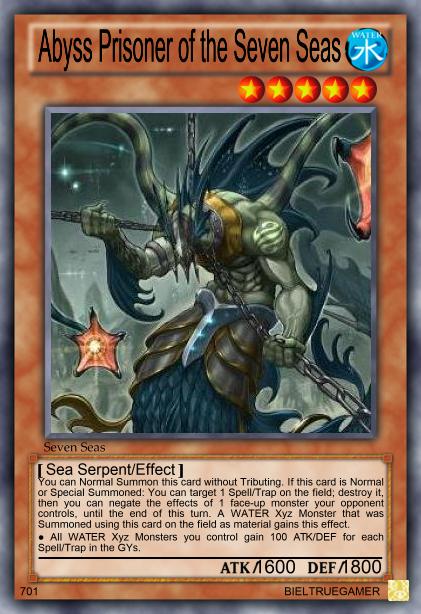 Abyss Prisoner of the Seven Seas
WATER
水
Seven Seas
[ Sea Serpent/Effect ]
You can Normal Summon this card without Tributing. If this card is Normal
or Special Summoned: You can target 1 Spell/Trap on the field; destroy it,
then you can negate the effects of 1 face-up monster your opponent
controls, until the end of this turn. A WATER Xyz Monster that was
Summoned using this card on the field as material gains this effect.
● All WATER Xyz Monsters you control gain 100 ATK/DEF for each
Spell/Trap in the GYs.
ATK/1600 DEF/1800
701 BIELTRUEGAMER